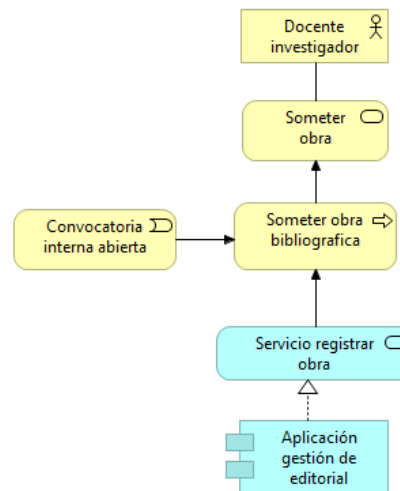 Docente
investigador
Someter
obra
Convocatoria
interna abierta
Someter obra
bibliografica
Servicio registrar
obra
Aplicación
gestión de
editorial